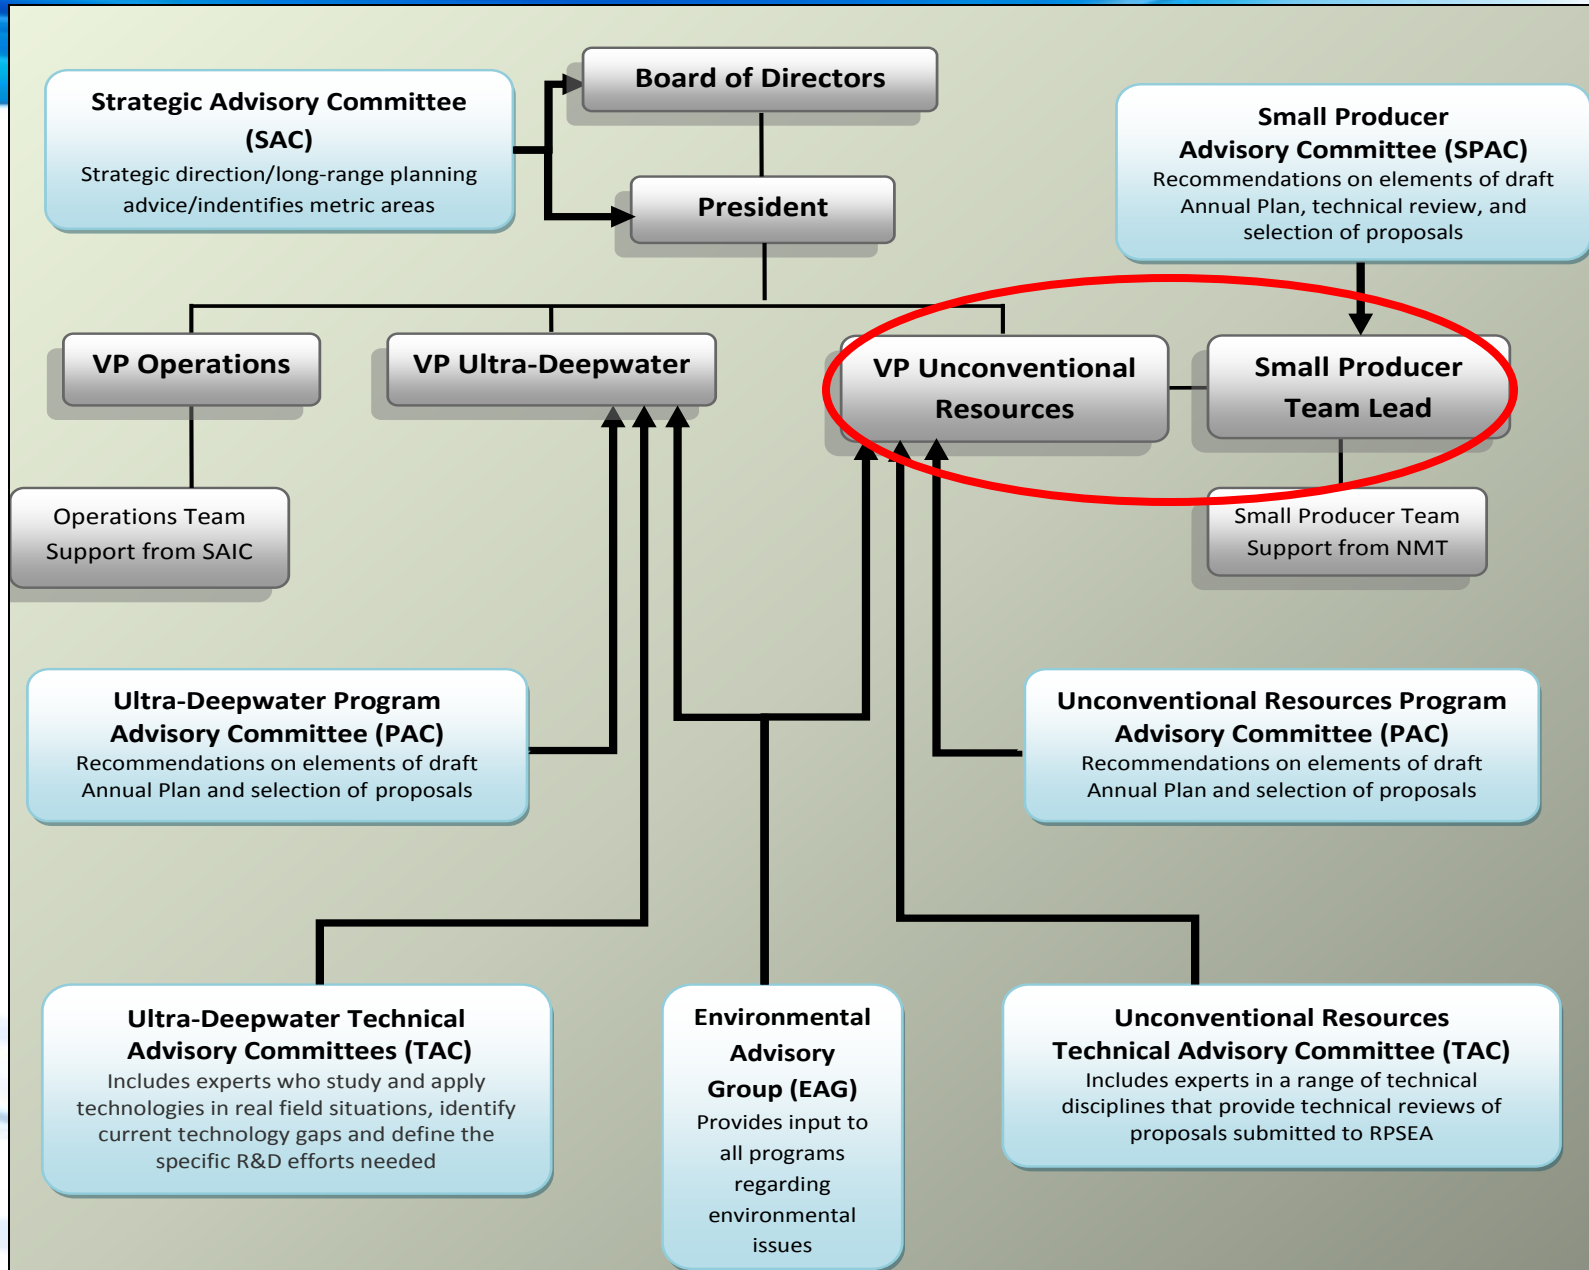 Board of Directors
Strategic Advisory Committee
(SAC)
Strategic direction/long-range planning
advice/indentifies metric areas
Small Producer
Advisory Committee (SPAC)
Recommendations on elements of draft
Annual Plan, technical review, and
selection of proposals
President
VP Operations
VP Ultra-Deepwater
VP Unconventional
Resources
Small Producer
Team Lead
Operations Team
Support from SAIC
Small Producer Team
Support from NMT
Ultra-Deepwater Program
Advisory Committee (PAC)
Recommendations on elements of draft
Annual Plan and selection of proposals
Unconventional Resources Program
Advisory Committee (PAC)
Recommendations on elements of draft
Annual Plan and selection of proposals
Ultra-Deepwater Technical
Advisory Committees (TAC)
Includes experts who study and apply
technologies in real field situations, identify
current technology gaps and define the
specific R&D efforts needed
Environmental
Advisory
Group (EAG)
Provides input to
all programs
regarding
environmental
issues
Unconventional Resources
Technical Advisory Committee (TAC)
Includes experts in a range of technical
disciplines that provide technical reviews of
proposals submitted to RPSEA